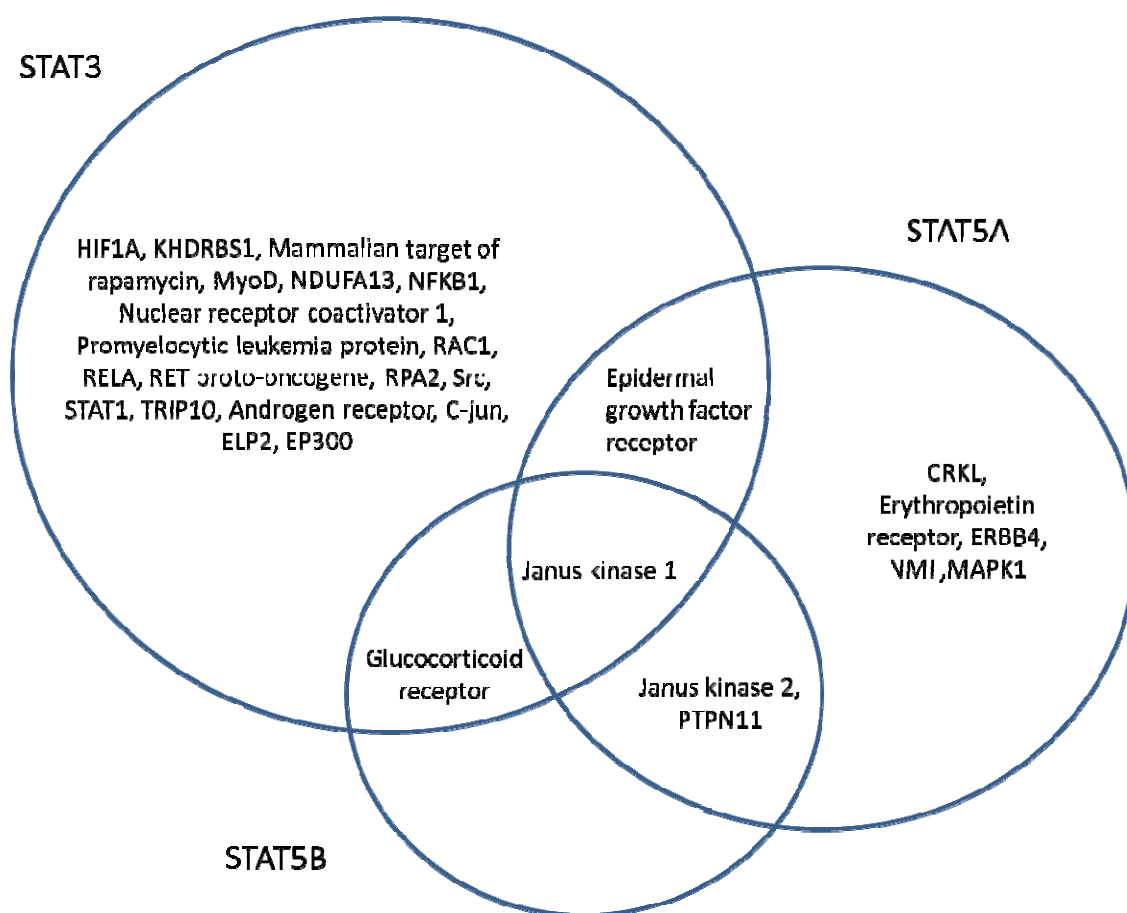 STAT3
HIF1A, KHDRBS1, Mammalian target of
rapamycin, MyoD, NDUFA13, NFKB1,
Nuclear receptor coactivator 1,
Promyelocytic leukemia protein, RAC1,
RELA, RET proto-oncogene, RPA2, Src,
STAT1, TRIP10, Androgen receptor, C-jun,
ELP2, EP300
STAT5A
Epidermal
growth factor
receptor
CRKL,
Erythropoietin
receptor, ERBB4,
NMI ,MAPK1
Janus kinase 1
Glucocorticoid
receptor
Janus kinase 2,
PTPN11
STAT5B